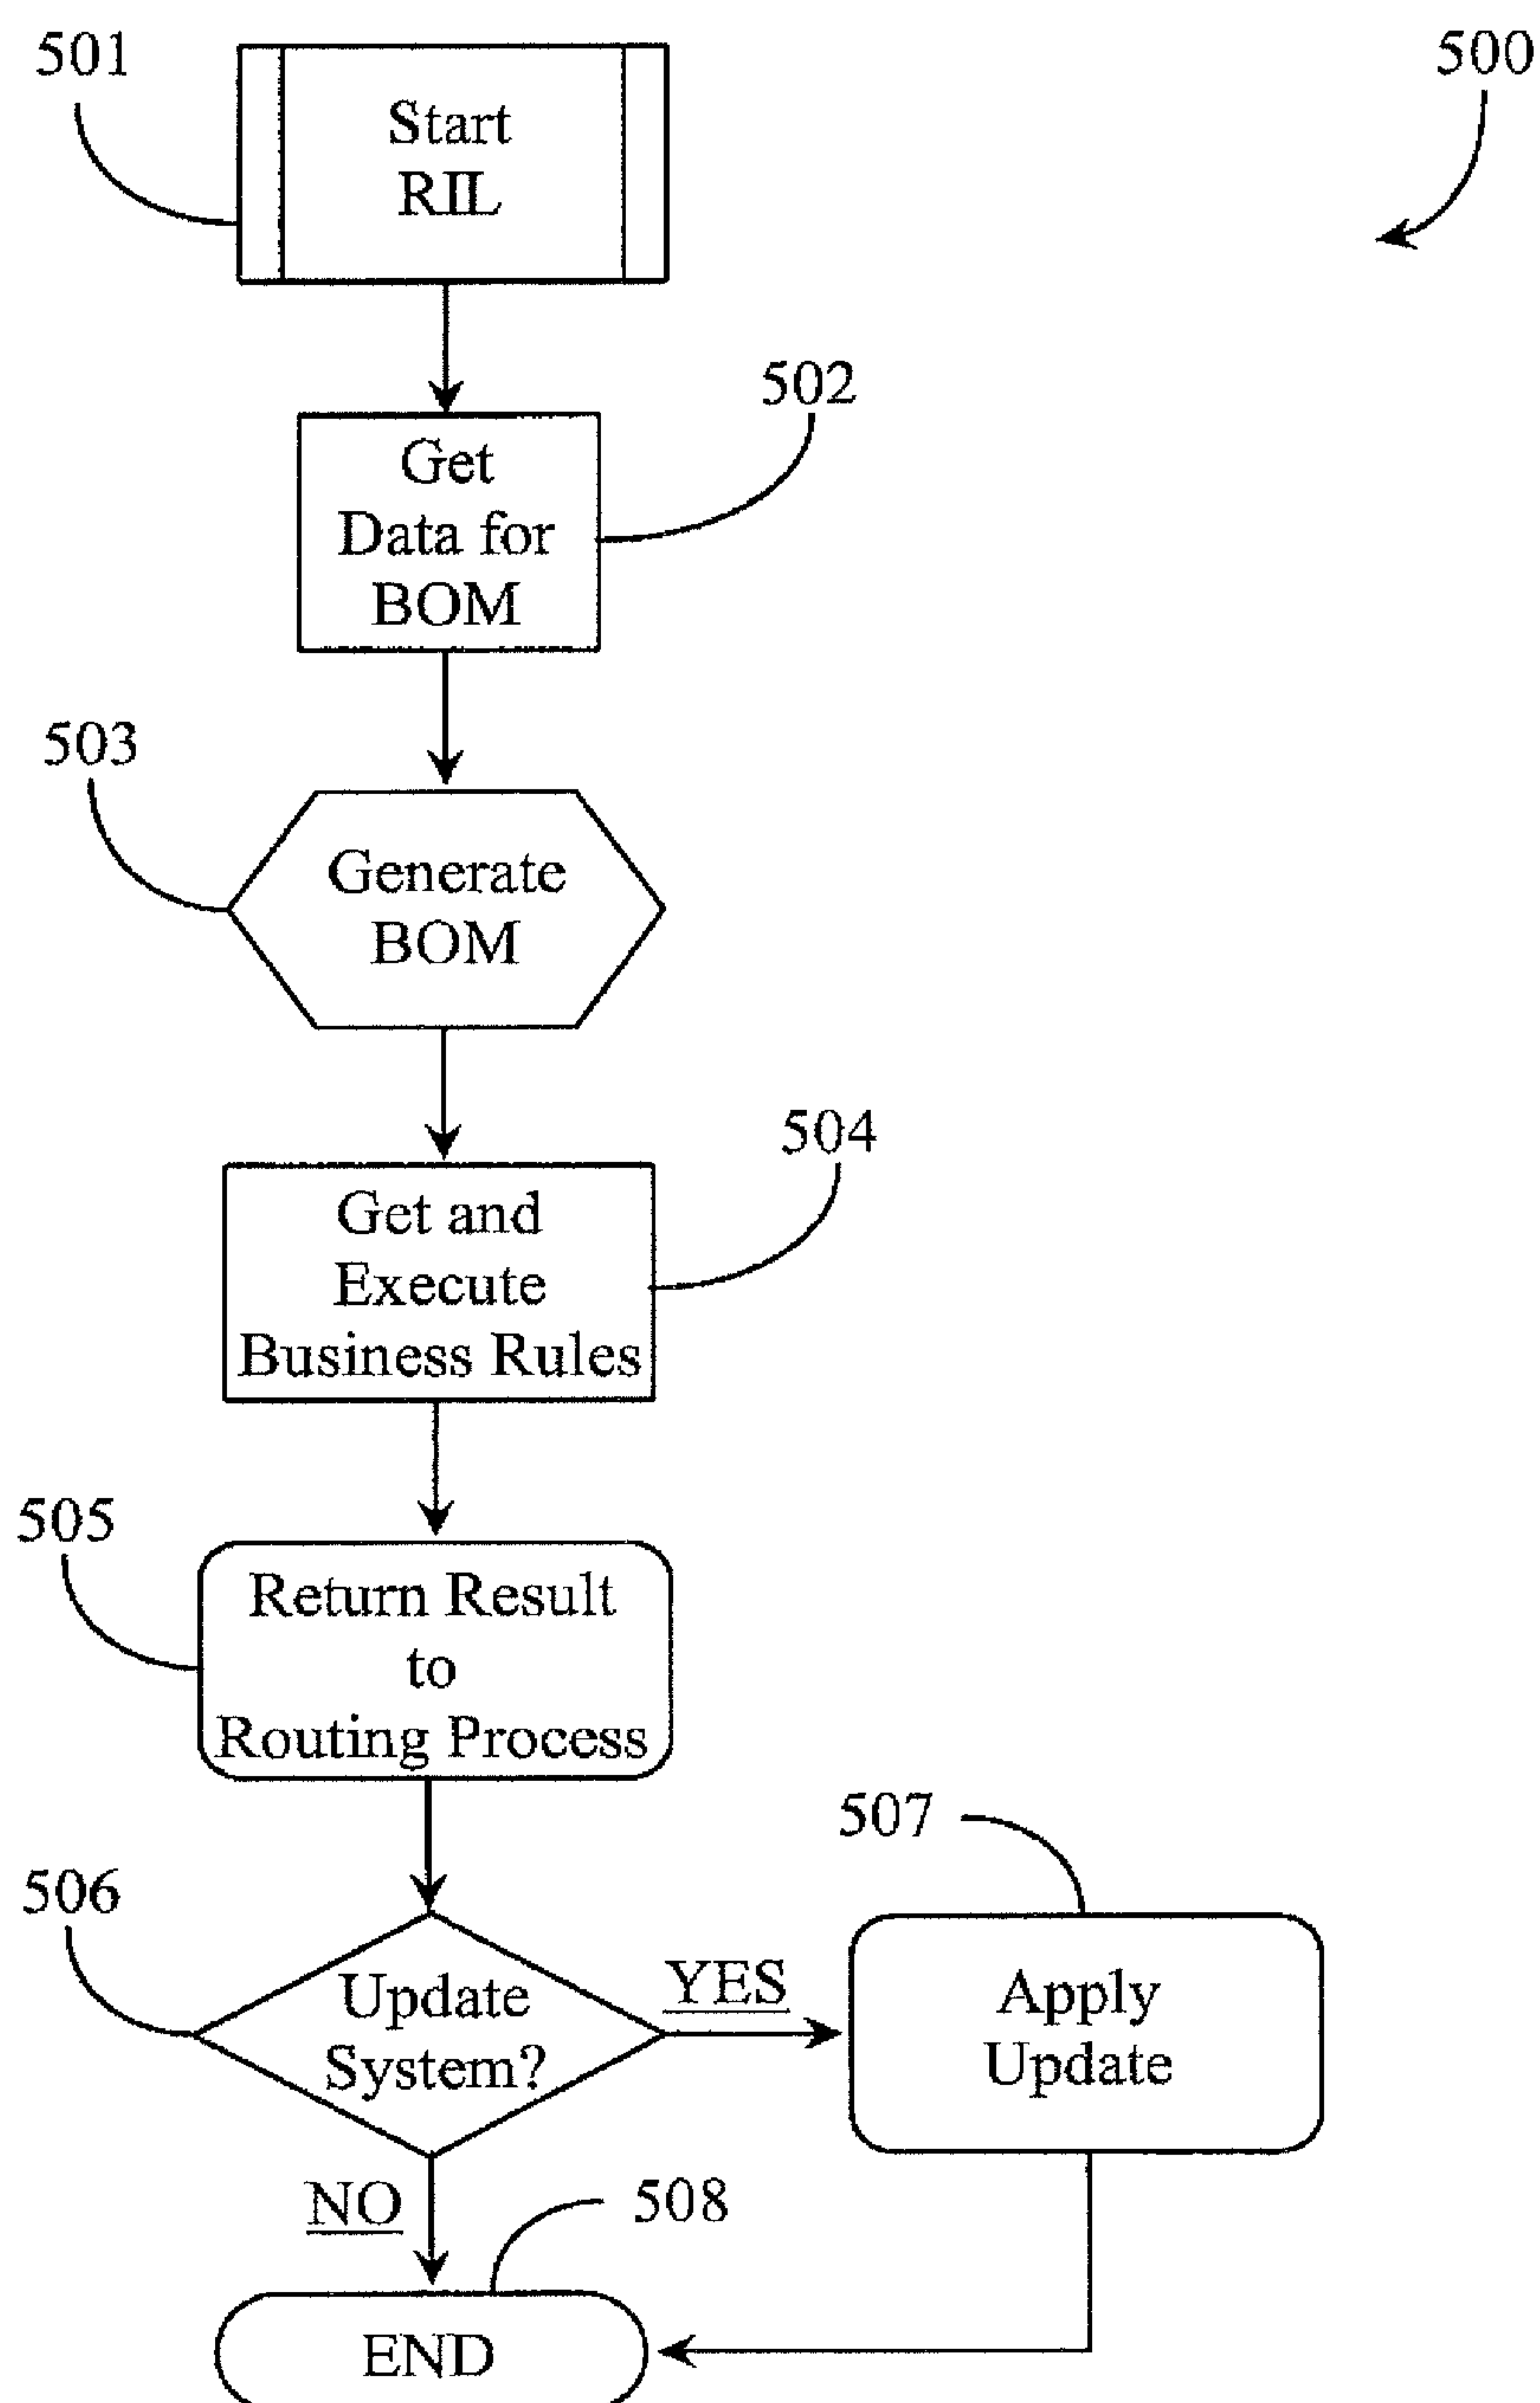 501
500
Start
RIL
502
Get
Data for
BOM
503
Generate
BOM
504
Get and
Execute
Business Rules
505
Return Result
to
Routing Process
507
506
Update
System?
YES
Apply
Update
NO
508
END